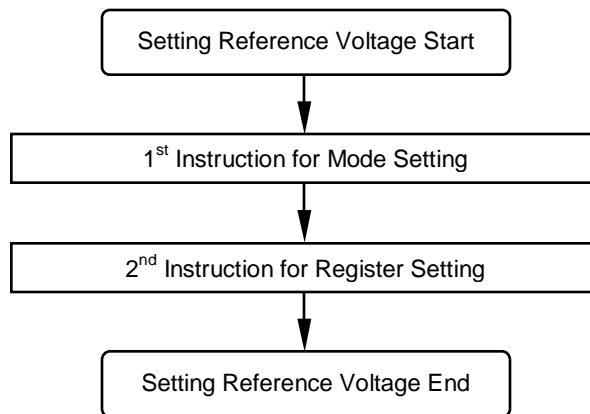 Setting Reference Voltage Start
1st Instruction for Mode Setting
2nd Instruction for Register Setting
Setting Reference Voltage End